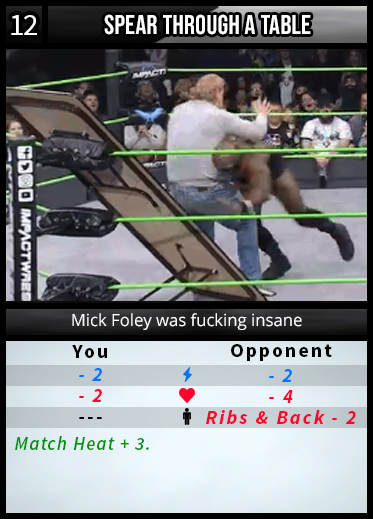 12
SPEAR THROUGH A TABLE
IMPACT
IMPACT
IMPACTWRES
Mick Foley was fucking insane
You Opponent
- 2 - 2
- 2 - 4
--- Ribs & Back - 2
Match Heat + 3.